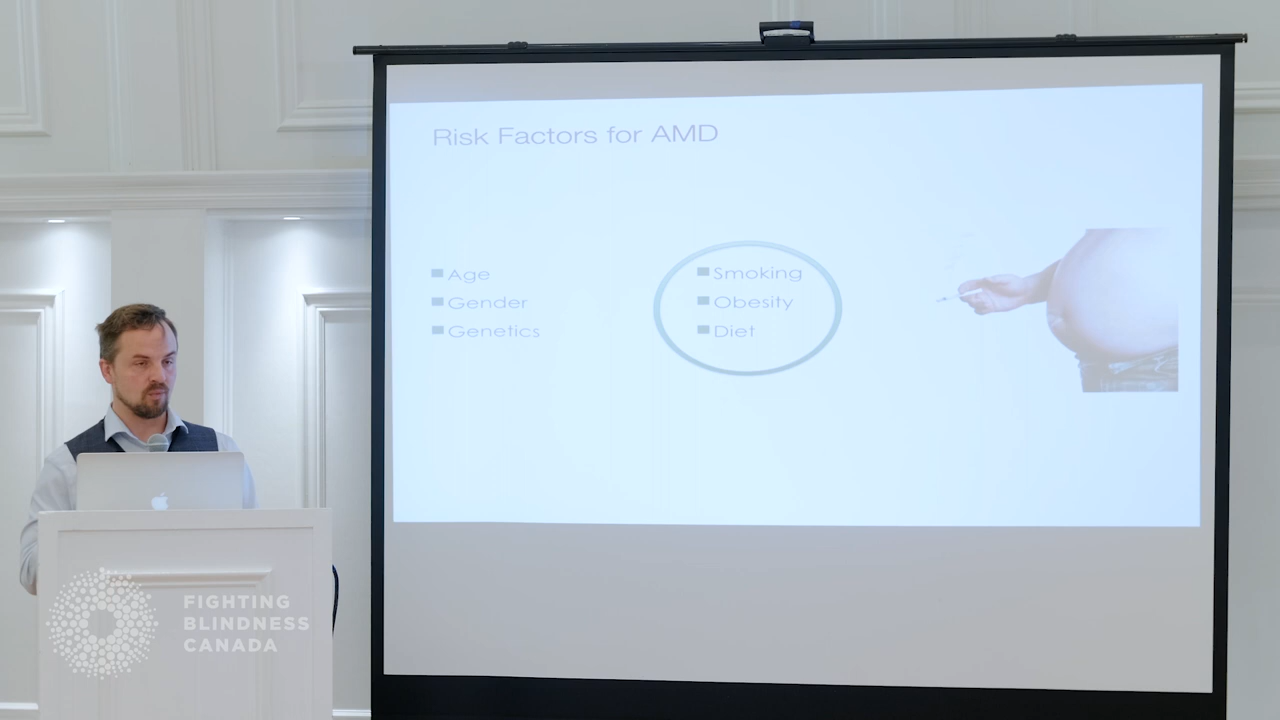 Risk Factors for AMD
Age
Gender
Genetics
Smoking
Obesity
Diet
FIGHTING
BLINDNESS
CANADA